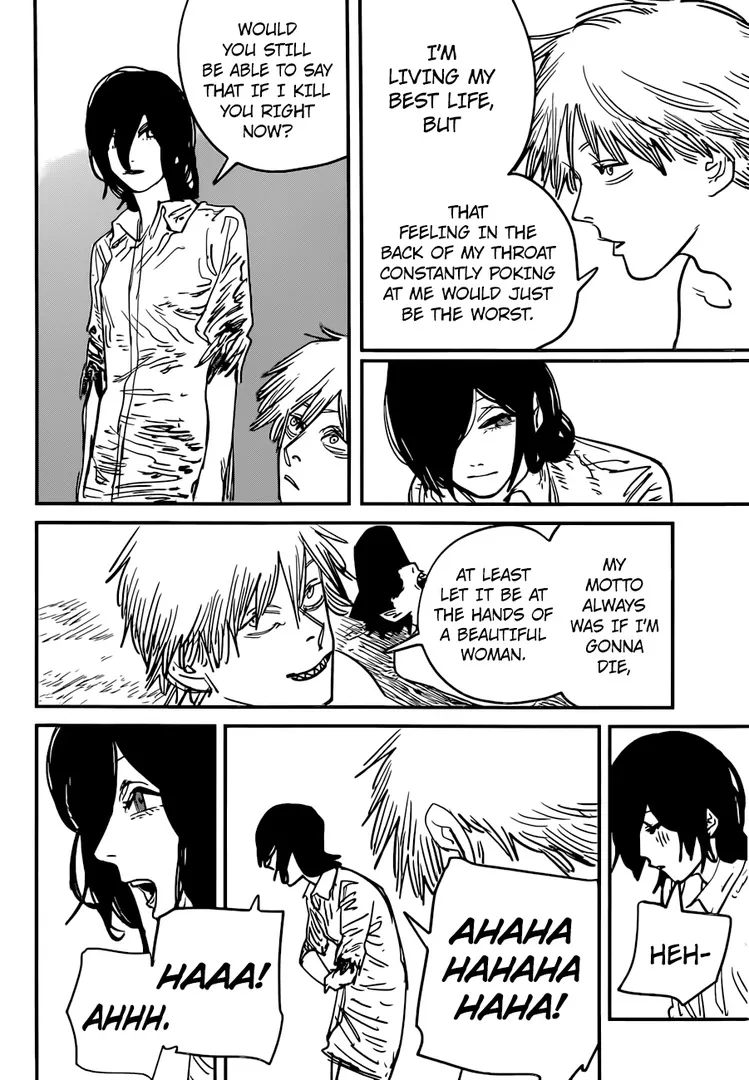 I'M
LIVING MY
BEST LIFE,
BUT
THAT
FEELING IN THE
BACK OF MY THROAT
CONSTANTLY POKING
AT ME WOULD JUST
BE THE WORST.
WOULD
YOU STILL
BE ABLE TO SAY
THAT IF I KILL
YOU RIGHT
NOW?
MY
MOTTO
ALWAYS
WAS IF I'M
GONNA
DIE,
AT LEAST
LET IT BE AT
THE HANDS OF
A BEAUTIFUL
WOMAN.
HEH-
AHAHA
HAHAHA
HAHA!
HAAA!
AHHH.